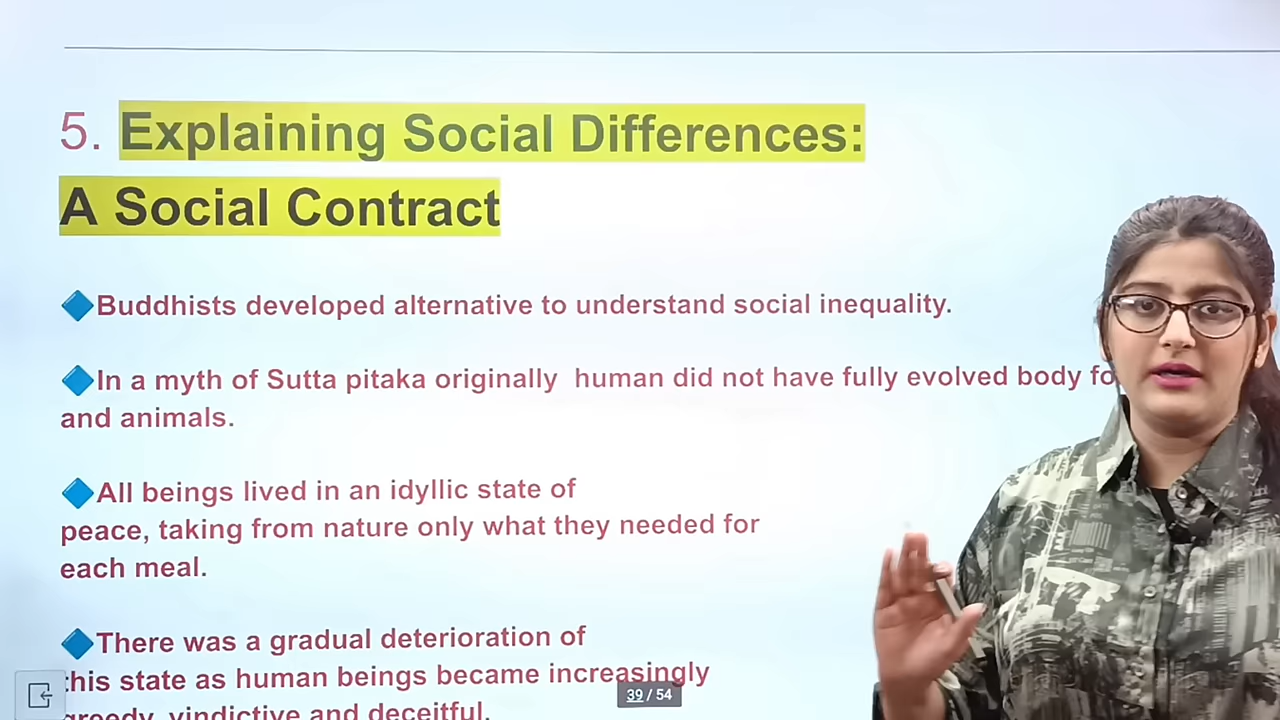 5. Explaining Social Differences:
A Social Contract
Buddhists developed alternative to understand social inequality.
In a myth of Sutta pitaka originally human did not have fully evolved body
and animals.
All beings lived in an idyllic state of
peace, taking from nature only what they needed for
each meal.
There was a gradual deterioration of
this state as human beings became increasingly
greedy, vindictive and deceitful.
39 / 54